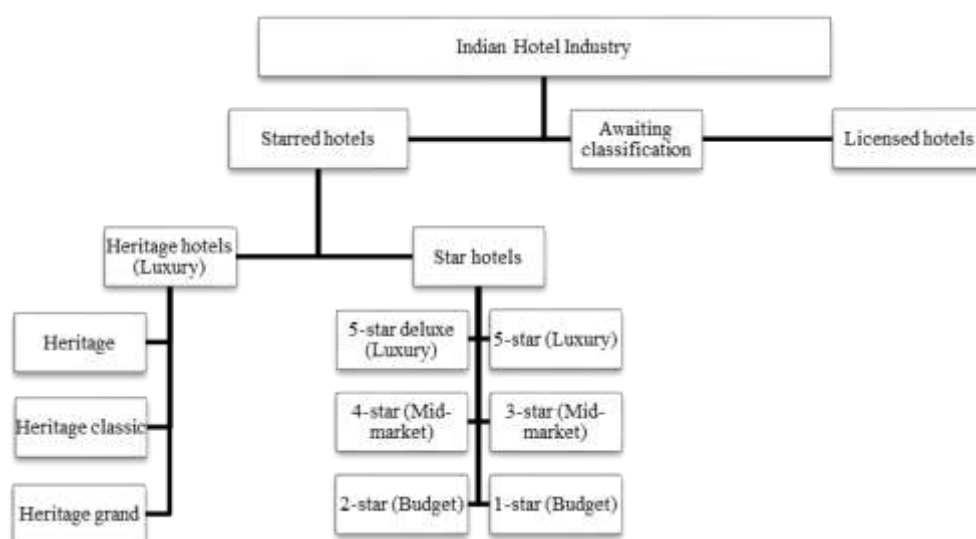 Indian Hotel Industry
Starred hotels
Awaiting
classification
Licensed hotels
Heritage hotels
(Luxury)
Star hotels
Heritage
5-star deluxe
(Luxury)
5-star (Luxury)
Heritage classic
4-star (Mid-
market)
3-star (Mid-
market)
Heritage grand
2-star (Budget)
1-star (Budget)